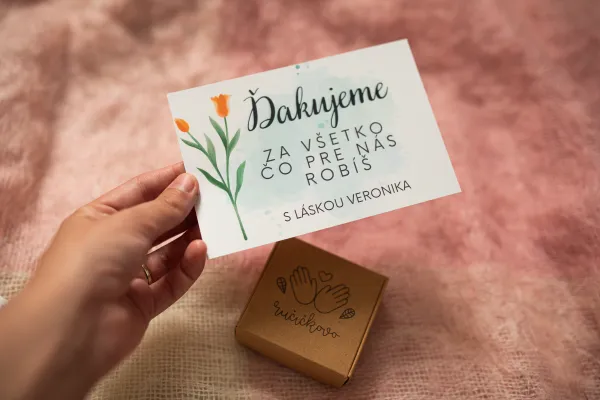 Ďakujeme
ZA VŠETKO
ČO PRE NÁS
ROBÍŠ
S LÁSKOU VERONIKA
ručičkovo